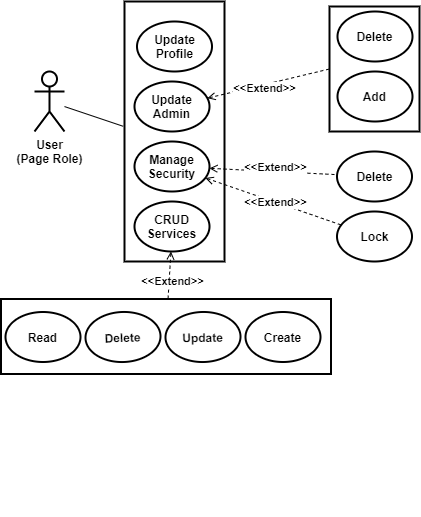 Update
Profile
Delete
<<Extend>>
Update
Admin
Add
User
(Page Role)
Manage
Security
<<Extend>>
Delete
<<Extend>>
CRUD
Services
Lock
<<Extend>>
Read
Delete
Update
Create